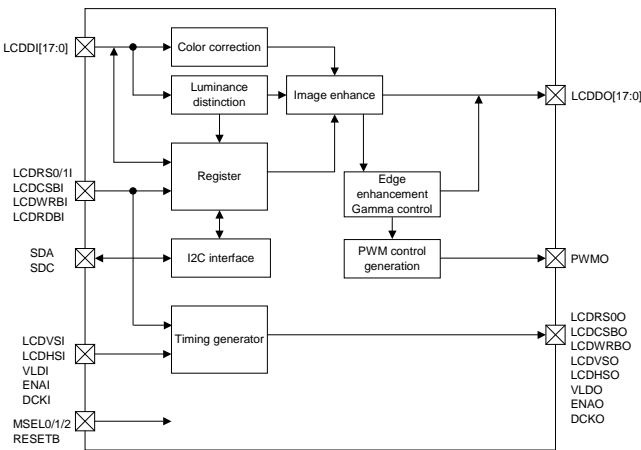 LCDDI[17:0]
Color correction
Luminance
distinction
Image enhance
LCDDO[17:0]
LCDRS0/1I
LCDCSBI
LCDWRBI
LCDRDBI
Register
Edge
enhancement
Gamma control
SDA
SDC
I2C interface
PWM control
generation
PWMO
LCDVSI
LCDHSI
VLDI
ENAI
DCKI
Timing generator
LCDRS0O
LCDCSBO
LCDWRBO
LCDVSO
LCDHSO
VLDO
ENAO
DCKO
MSEL0/1/2
RESETB